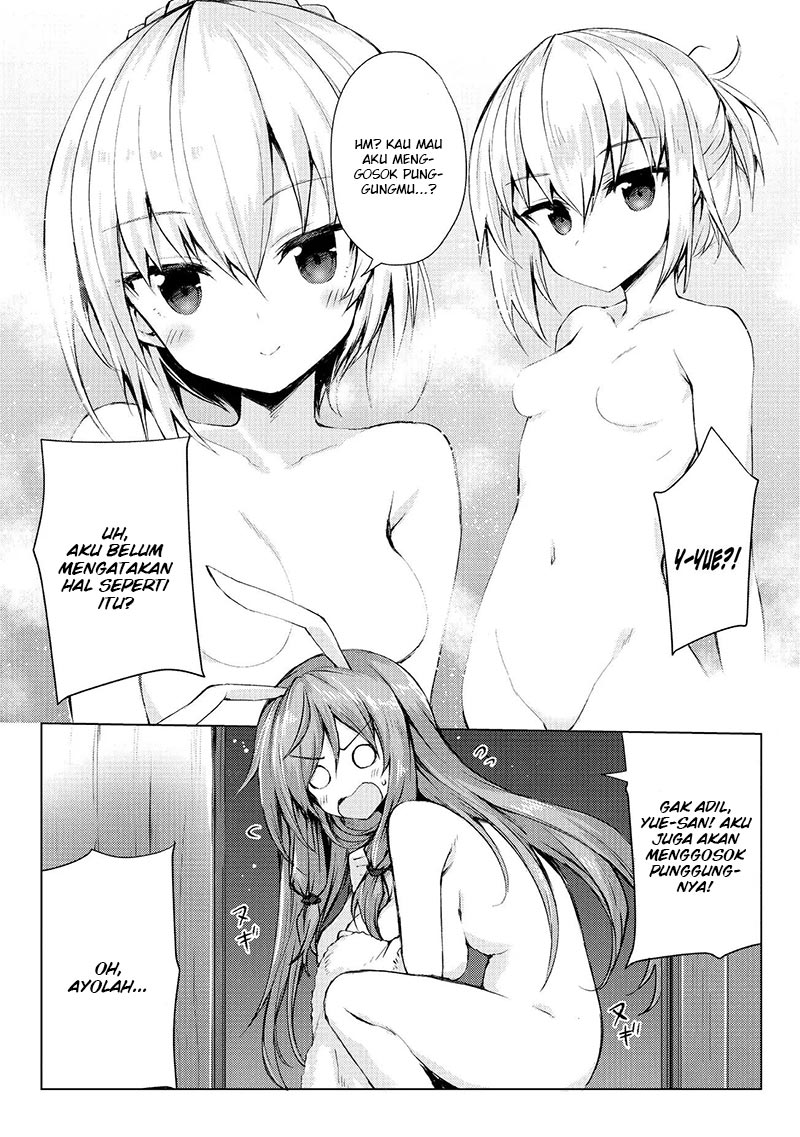 HM? KAU MAU
AKU MENG-
GOSOK PUNG-
GUNGMU...?
Y-YUE?!
UH,
AKU BELUM
MENGATAKAN
HAL SEPERTI
ITU?
GAK ADIL,
YUE-SAN! AKU
JUGA AKAN
MENGGOSOK
PUNGGUNG-
NYA!
ヌギ
ヌギ
OH,
AYOLAH...